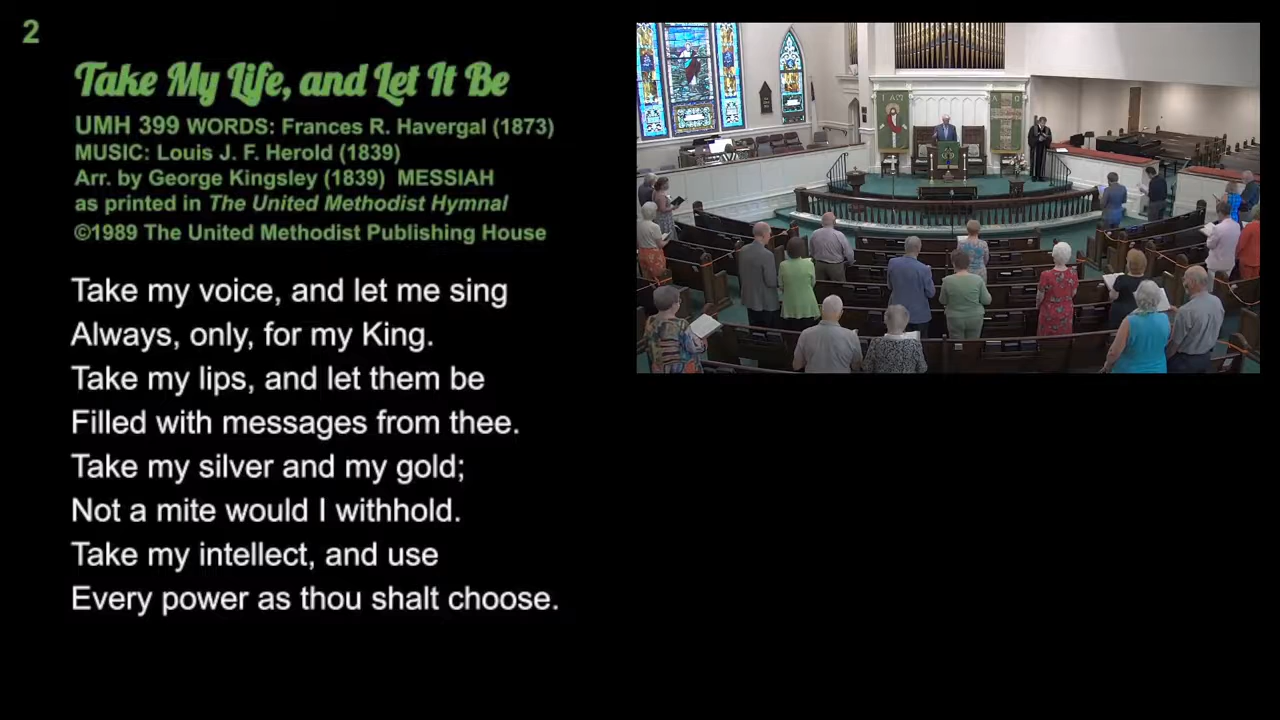 2
Take My Life, and Let It Be
UMH 399 WORDS: Frances R. Havergal (1873)
MUSIC: Louis J. F. Herold (1839)
Arr. by George Kingsley (1839) MESSIAH
as printed in The United Methodist Hymnal
©1989 The United Methodist Publishing House
Take my voice, and let me sing
Always, only, for my King.
Take my lips, and let them be
Filled with messages from thee.
Take my silver and my gold;
Not a mite would I withhold.
Take my intellect, and use
Every power as thou shalt choose.
I AM